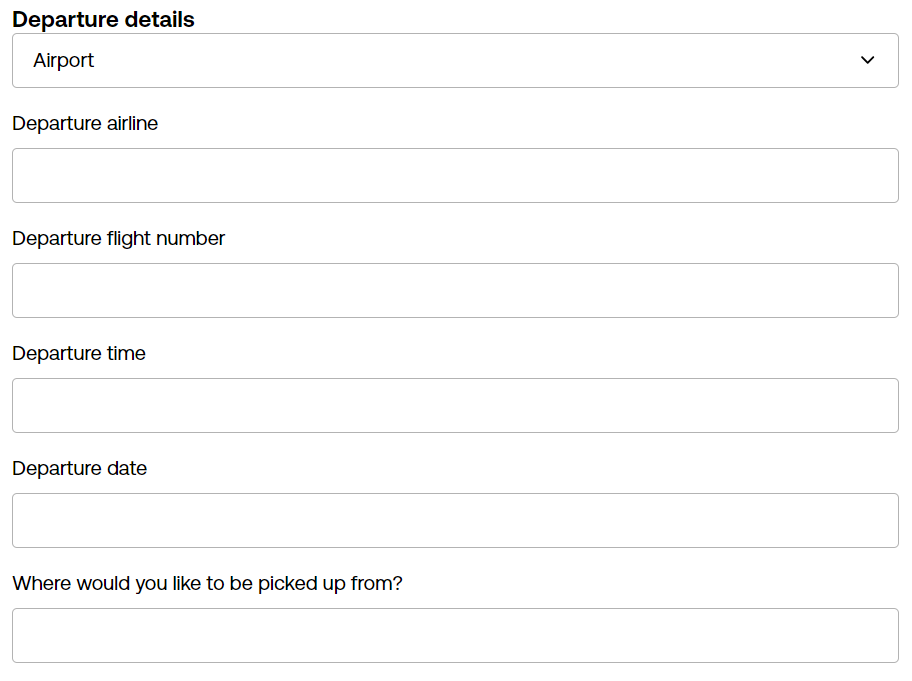 Departure details
Airport
Departure airline
Departure flight number
Departure time
Departure date
Where would you like to be picked up from?